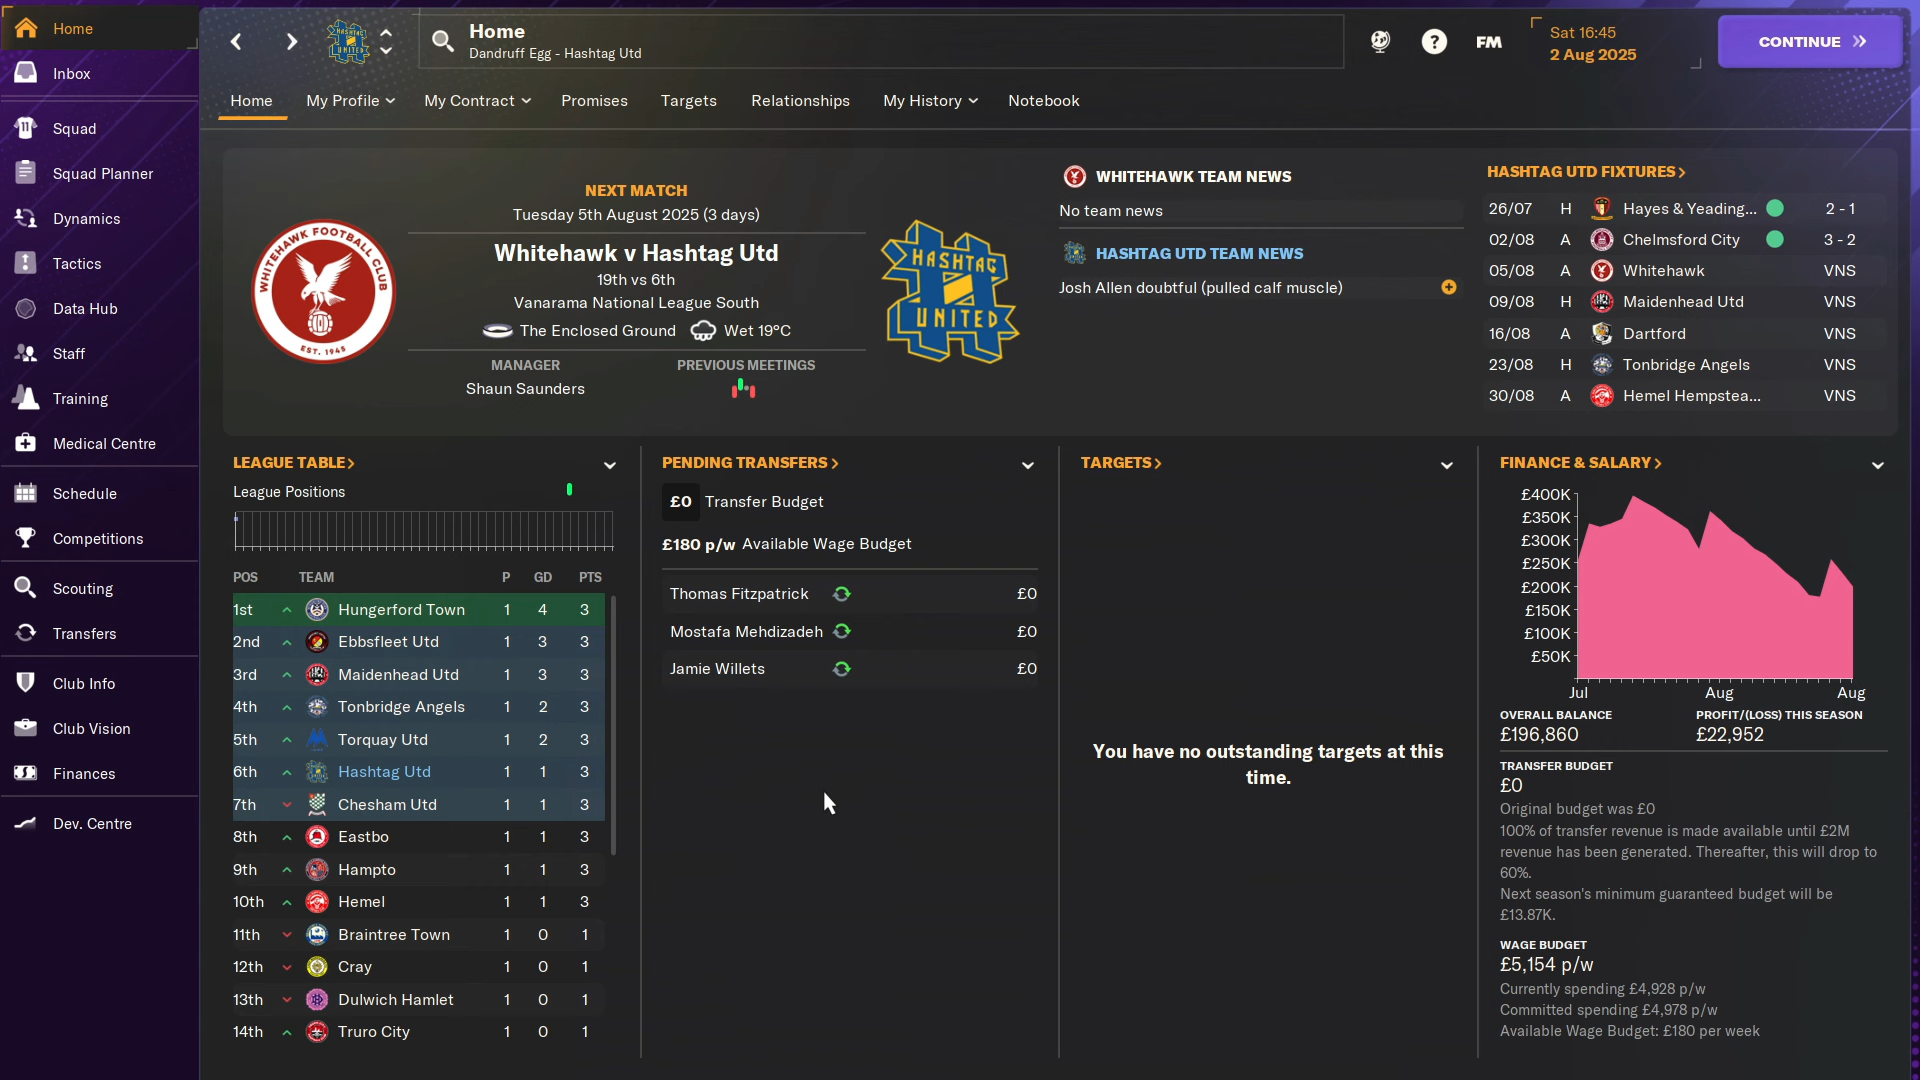 Home
Home
Dandruff Egg - Hashtag Utd
?
FM
Sat 16:45
2 Aug 2025
CONTINUE
Inbox
Squad
Squad Planner
Dynamics
Tactics
Data Hub
Staff
Training
Medical Centre
Schedule
Competitions
Scouting
Transfers
Club Info
Club Vision
Finances
Dev. Centre
Home
My Profile
My Contract
Promises
Targets
Relationships
My History
Notebook
WHITEHAWK FOOTBALL CLUB
EST. 1945
NEXT MATCH
Tuesday 5th August 2025 (3 days)
Whitehawk v Hashtag Utd
19th vs 6th
Vanarama National League South
The Enclosed Ground Wet 19°C
MANAGER
Shaun Saunders
PREVIOUS MEETINGS
HASHTAG
UNITED
WHITEHAWK TEAM NEWS
No team news
HASHTAG UTD TEAM NEWS
Josh Allen doubtful (pulled calf muscle)
HASHTAG UTD FIXTURES
26/07 H Hayes & Yeading... 2 - 1
02/08 A Chelmsford City 3 - 2
05/08 A Whitehawk VNS
09/08 H Maidenhead Utd VNS
16/08 A Dartford VNS
23/08 H Tonbridge Angels VNS
30/08 A Hemel Hempstea... VNS
LEAGUE TABLE
League Positions
POS TEAM P GD PTS
1st Hungerford Town 1 4 3
2nd Ebbsfleet Utd 1 3 3
3rd Maidenhead Utd 1 3 3
4th Tonbridge Angels 1 2 3
5th Torquay Utd 1 2 3
6th Hashtag Utd 1 1 3
7th Chesham Utd 1 1 3
8th Eastbo 1 1 3
9th Hampto 1 1 3
10th Hemel 1 1 3
11th Braintree Town 1 0 1
12th Cray 1 0 1
13th Dulwich Hamlet 1 0 1
14th Truro City 1 0 1
PENDING TRANSFERS
£0 Transfer Budget
£180 p/w Available Wage Budget
Thomas Fitzpatrick £0
Mostafa Mehdizadeh £0
Jamie Willets £0
TARGETS
You have no outstanding targets at this
time.
FINANCE & SALARY
£400K
£350K
£300K
£250K
£200K
£150K
£100K
£50K
Jul Aug Aug
OVERALL BALANCE
£196,860
PROFIT/(LOSS) THIS SEASON
£22,952
TRANSFER BUDGET
£0
Original budget was £0
100% of transfer revenue is made available until £2M
revenue has been generated. Thereafter, this will drop to
60%.
Next season's minimum guaranteed budget will be
£13.87K.
WAGE BUDGET
£5,154 p/w
Currently spending £4,928 p/w
Committed spending £4,978 p/w
Available Wage Budget: £180 per week